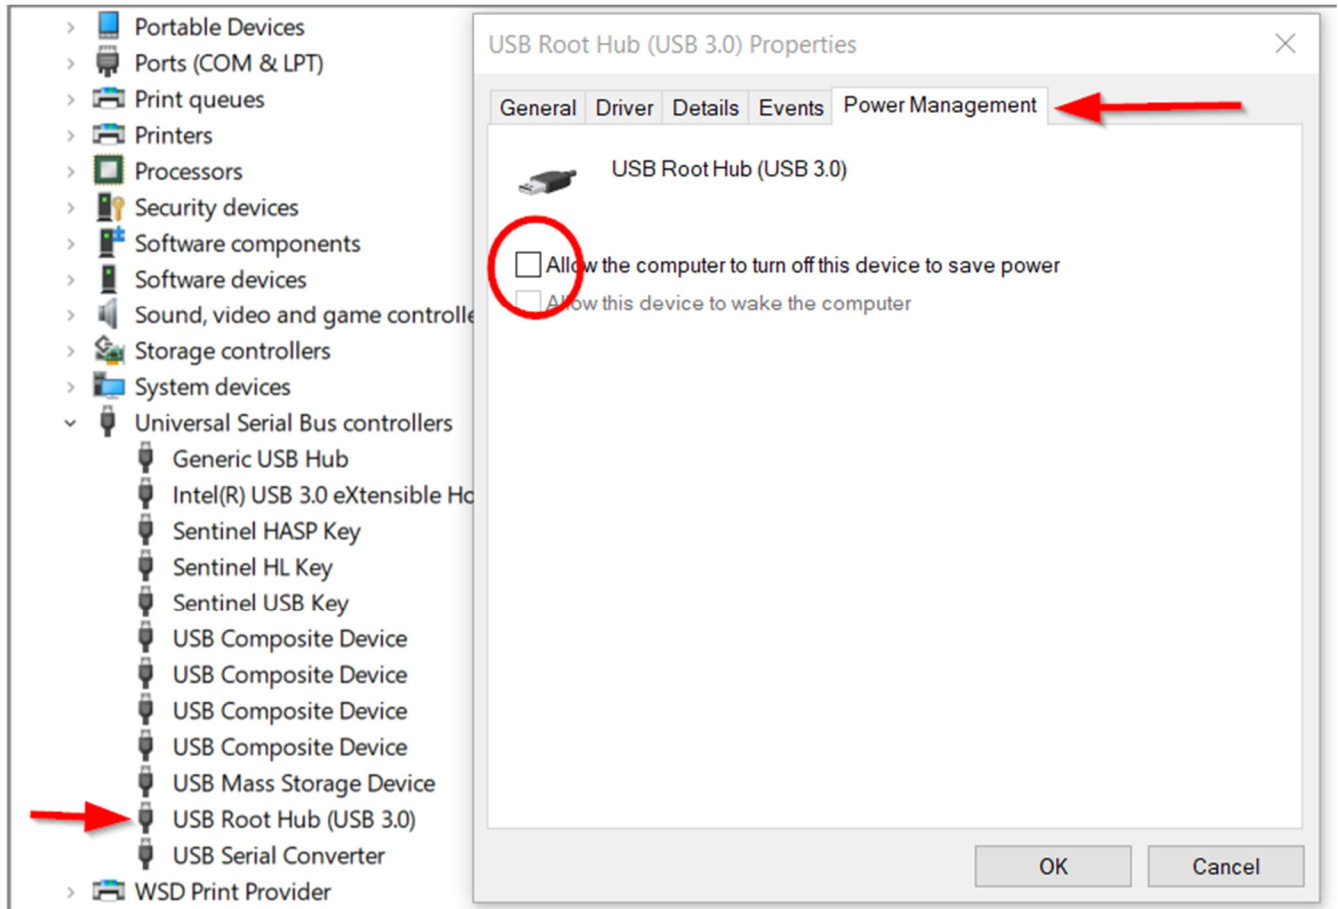 Portable Devices
Ports (COM & LPT)
Print queues
Printers
Processors
Security devices
Software components
Software devices
Sound, video and game controlle
Storage controllers
System devices
Universal Serial Bus controllers
Generic USB Hub
Intel(R) USB 3.0 eXtensible Ho
Sentinel HASP Key
Sentinel HL Key
Sentinel USB Key
USB Composite Device
USB Composite Device
USB Composite Device
USB Composite Device
USB Mass Storage Device
USB Root Hub (USB 3.0)
USB Serial Converter
WSD Print Provider
USB Root Hub (USB 3.0) Properties
General Driver Details Events Power Management
USB Root Hub (USB 3.0)
Allow the computer to turn off this device to save power
Allow this device to wake the computer
OK Cancel